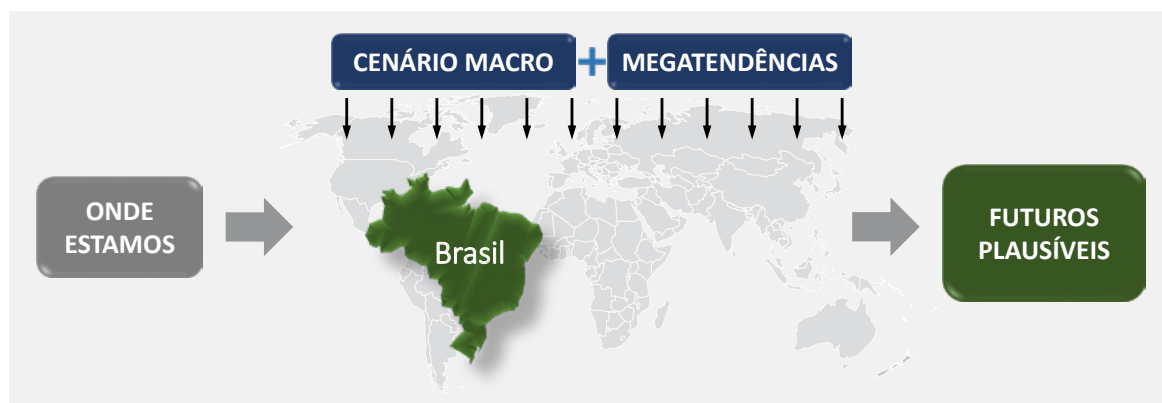 CENÁRIO MACRO + MEGATENDÊNCIAS
ONDE
ESTAMOS
Brasil
FUTUROS
PLAUSÍVEIS